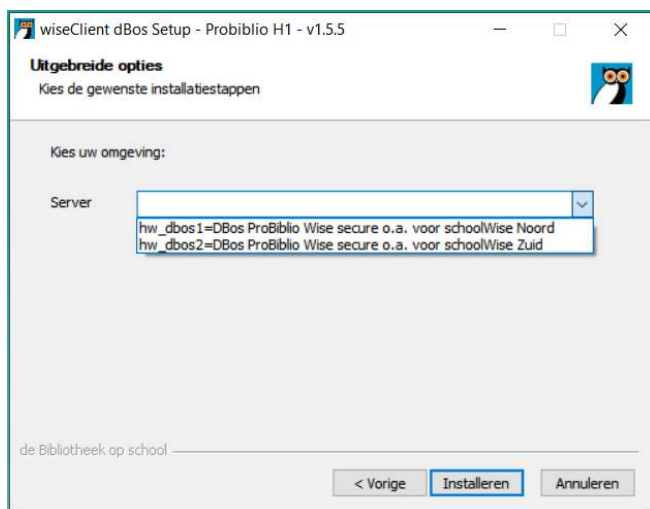 wiseClient dBos Setup - Probiblio H1 - v1.5.5
Uitgebreide opties
Kies de gewenste installatiestappen
Kies uw omgeving:
Server
hw_dbos1=DBos ProBiblio Wise secure o.a. voor schoolWise Noord
hw_dbos2=DBos ProBiblio Wise secure o.a. voor schoolWise Zuid
de Bibliotheek op school
< Vorige Installeren Annuleren